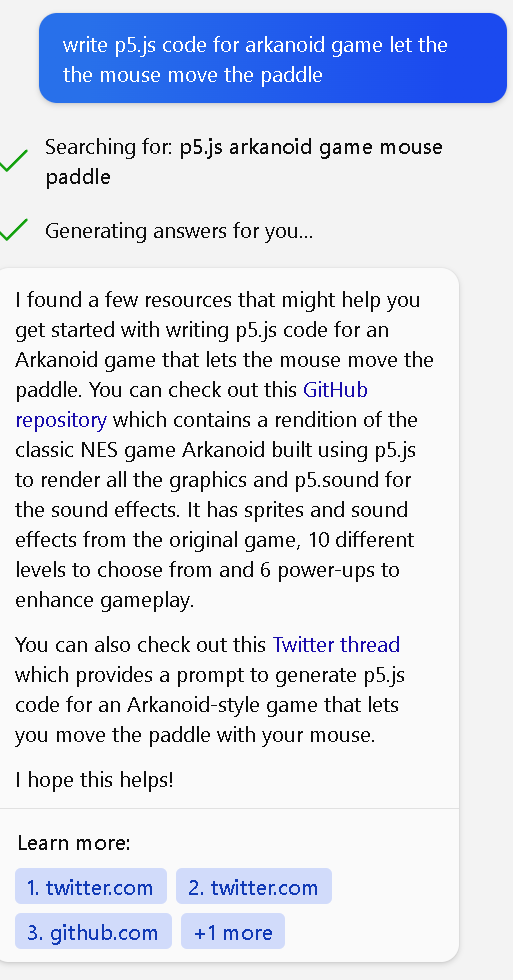 write p5.js code for arkanoid game let the
the mouse move the paddle
Searching for: p5.js arkanoid game mouse
paddle
Generating answers for you...
I found a few resources that might help you
get started with writing p5.js code for an
Arkanoid game that lets the mouse move the
paddle. You can check out this GitHub
repository which contains a rendition of the
classic NES game Arkanoid built using p5.js
to render all the graphics and p5.sound for
the sound effects. It has sprites and sound
effects from the original game, 10 different
levels to choose from and 6 power-ups to
enhance gameplay.
You can also check out this Twitter thread
which provides a prompt to generate p5.js
code for an Arkanoid-style game that lets
you move the paddle with your mouse.
I hope this helps!
Learn more:
1. twitter.com 2. twitter.com
3. github.com +1 more